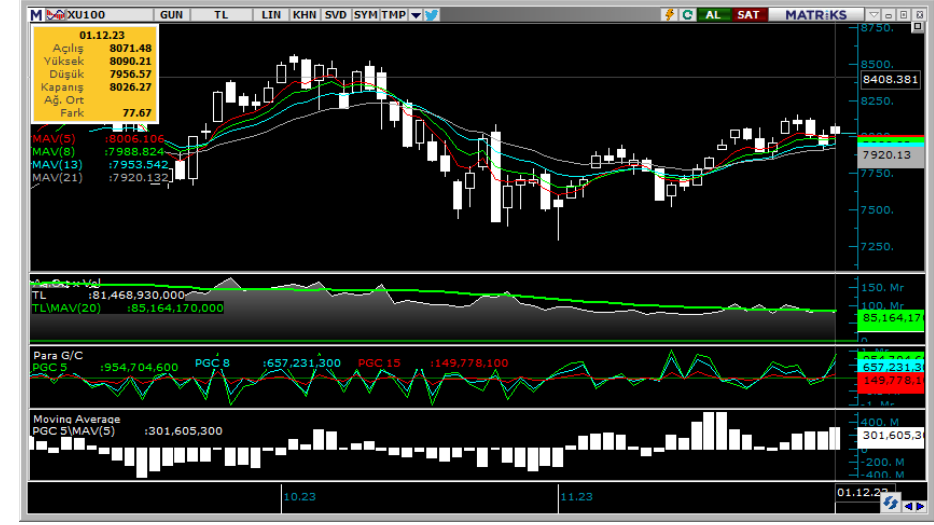 M XU100 GUN TL LIN KHN SVD SYM TMP C AL SAT MATRiKS
01.12.23
Açılış 8071.48
Yüksek 8090.21
Düşük 7956.57
Kapanış 8026.27
Ağ. Ort
Fark 77.67
MAV(5) :8006.106
MAV(8) :7988.824
MAV(13) :7953.542
MAV(21) :7920.132
8750.
8500.
8408.381
8250.
7920.13
7750.
7500.
7250.
TL :81,468,930,000
TL\MAV(20) :85,164,170,000
150. Mr
100. Mr
85,164,170
Para G/C
PGC 5 :954,704,600 PGC 8 :657,231,300 PGC 15 :149,778,100
657,231,3
149,778,1
Moving Average
PGC 5\MAV(5) :301,605,300
400. M
301,605,3
-200. M
-400. M
10.23 11.23 01.12.23